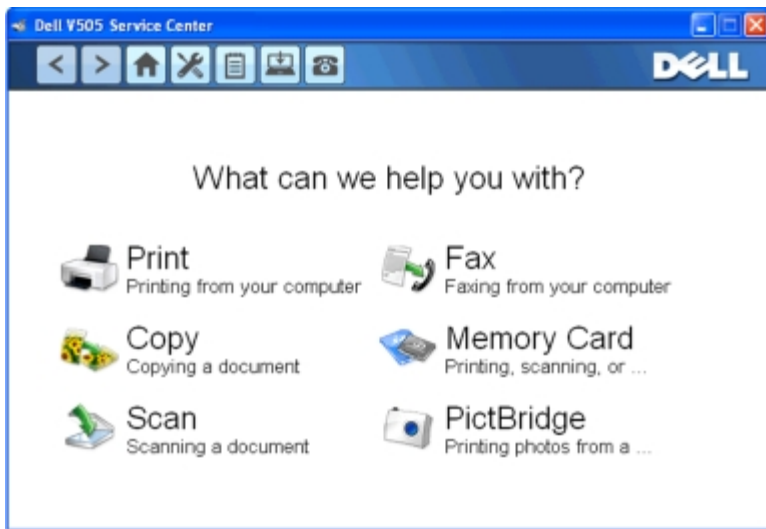 Dell V505 Service Center
DELL
What can we help you with?
Print
Printing from your computer
Fax
Faxing from your computer
Copy
Copying a document
Memory Card
Printing, scanning, or ...
Scan
Scanning a document
PictBridge
Printing photos from a ...